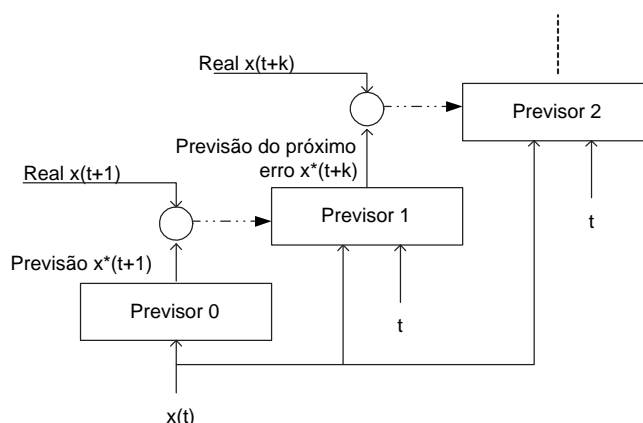 Real x(t+k)
Previsor 2
Previsão do próximo
erro x*(t+k)
Real x(t+1)
Previsor 1
t
Previsão x*(t+1)
Previsor 0
t
x(t)